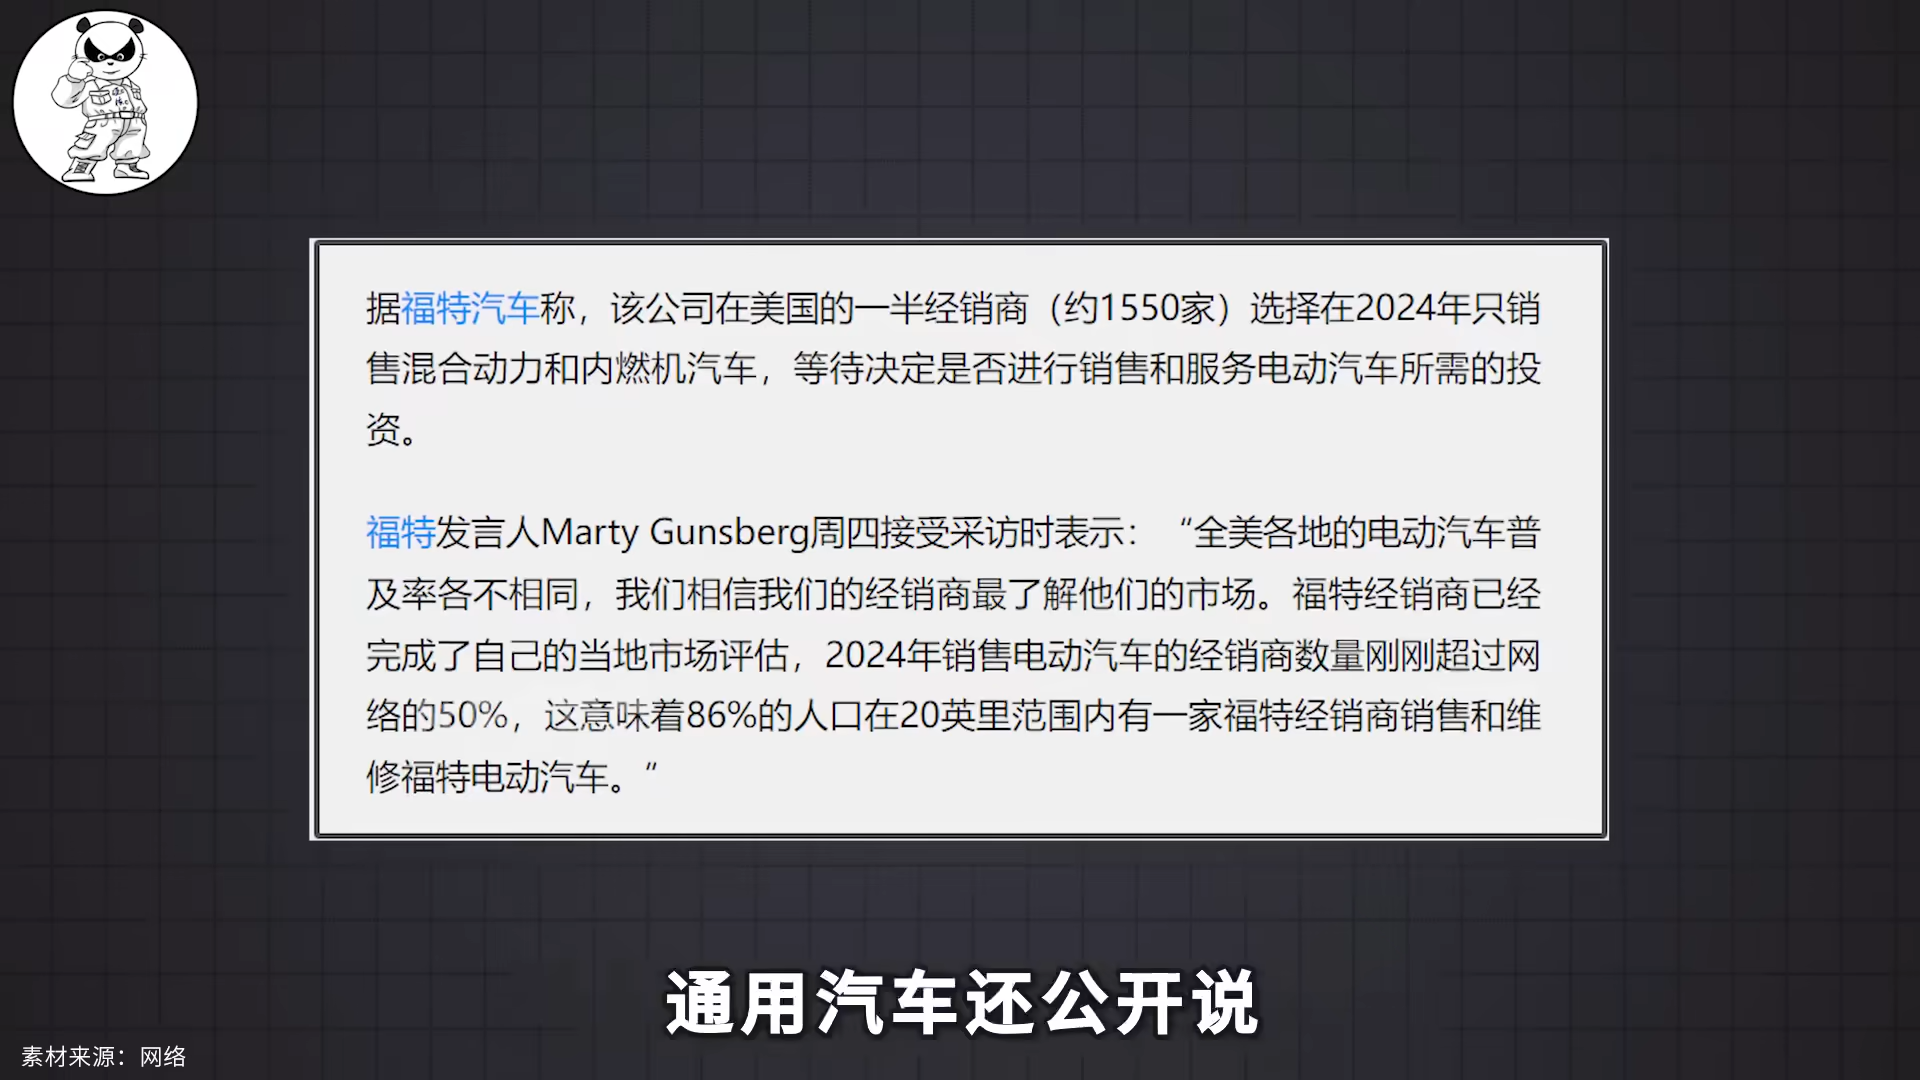 据福特汽车称，该公司在美国的一半经销商（约1550家）选择在2024年只销
售混合动力和内燃机汽车，等待决定是否进行销售和服务电动汽车所需的投
资。
福特发言人Marty Gunsberg周四接受采访时表示：“全美各地的电动汽车普
及率各不相同，我们相信我们的经销商最了解他们的市场。福特经销商已经
完成了自己的当地市场评估，2024年销售电动汽车的经销商数量刚刚超过网
络的50%，这意味着86%的人口在20英里范围内有一家福特经销商销售和维
修福特电动汽车。”
通用汽车还公开说
素材来源：网络